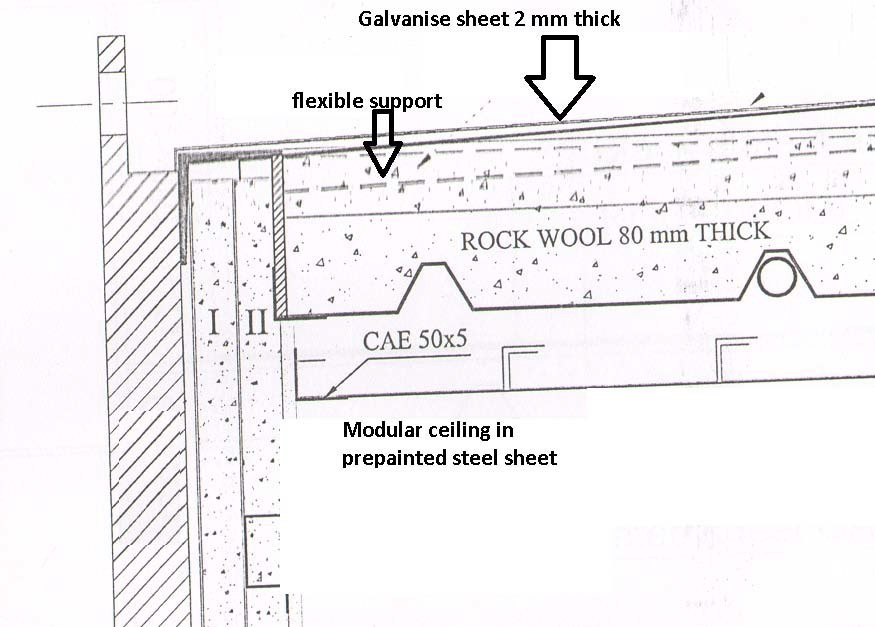 Galvanise sheet 2 mm thick
flexible support
ROCK WOOL 80 mm THICK
I II
CAE 50x5
Modular ceiling in
prepainted steel sheet